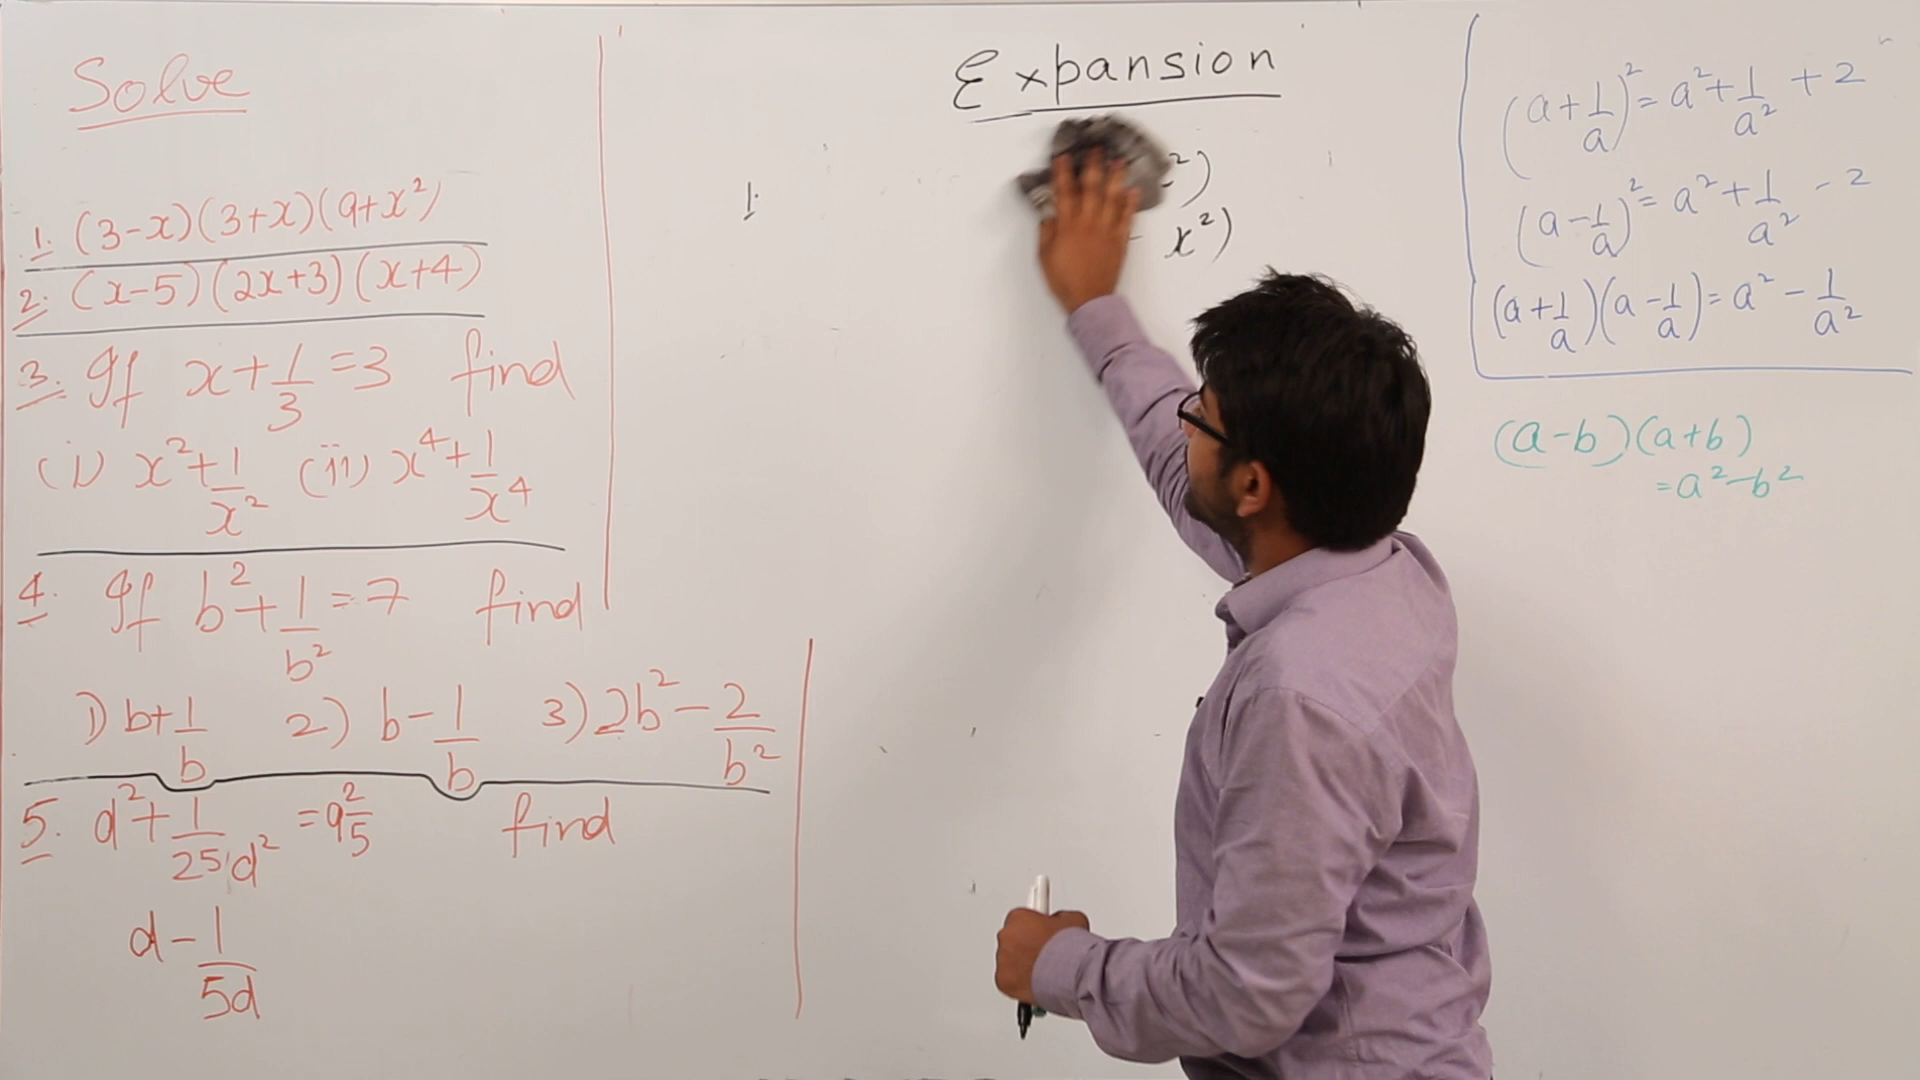 Solve
1. (3-x)(3+x)(9+x²)
2. (x-5)(2x+3)(x+4)
3. If x+1/3=3 find
(i) x²+1/x² (ii) x⁴+1/x⁴
4. If b²+1/b²=7 find
1) b+1/b 2) b-1/b 3) 2b²-2/b²
5. d²+1/25d² =9 2/5 find
d-1/5d
Expansion
1.
²)
- x²)
(a+1/a)²=a²+1/a²+2
(a-1/a)²=a²+1/a²-2
(a+1/a)(a-1/a)=a²-1/a²
(a-b)(a+b)
=a²-b²